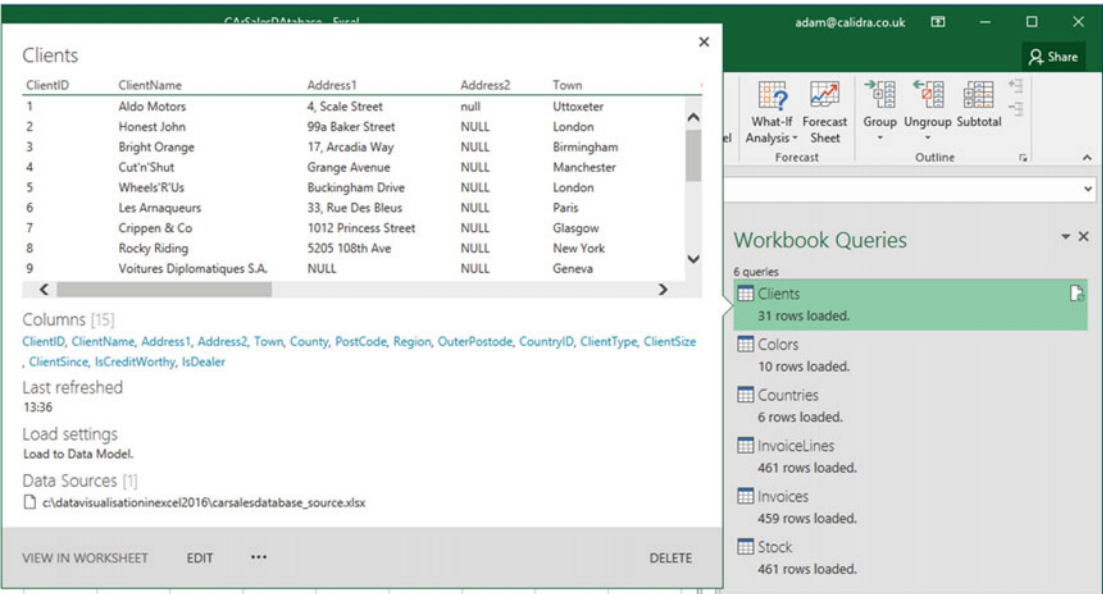 CArSalesDAtabase - Excel
adam@calidra.co.uk
Share
Clients
ClientID ClientName Address1 Address2 Town
1 Aldo Motors 4, Scale Street null Uttoxeter
2 Honest John 99a Baker Street NULL London
3 Bright Orange 17, Arcadia Way NULL Birmingham
4 Cut'n'Shut Grange Avenue NULL Manchester
5 Wheels'R'Us Buckingham Drive NULL London
6 Les Arnaqueurs 33, Rue Des Bleus NULL Paris
7 Crippen & Co 1012 Princess Street NULL Glasgow
8 Rocky Riding 5205 108th Ave NULL New York
9 Voitures Diplomatiques S.A. NULL NULL Geneva
Columns [15]
ClientID, ClientName, Address1, Address2, Town, County, PostCode, Region, OuterPostode, CountryID, ClientType, ClientSize
, ClientSince, IsCreditWorthy, IsDealer
Last refreshed
13:36
Load settings
Load to Data Model.
Data Sources [1]
c:\datavisualisationinexcel2016\carsalesdatabase_source.xlsx
VIEW IN WORKSHEET EDIT ••• DELETE
What-If Forecast Group Ungroup Subtotal
el Analysis Sheet
Forecast Outline
Workbook Queries
6 queries
Clients
31 rows loaded.
Colors
10 rows loaded.
Countries
6 rows loaded.
InvoiceLines
461 rows loaded.
Invoices
459 rows loaded.
Stock
461 rows loaded.